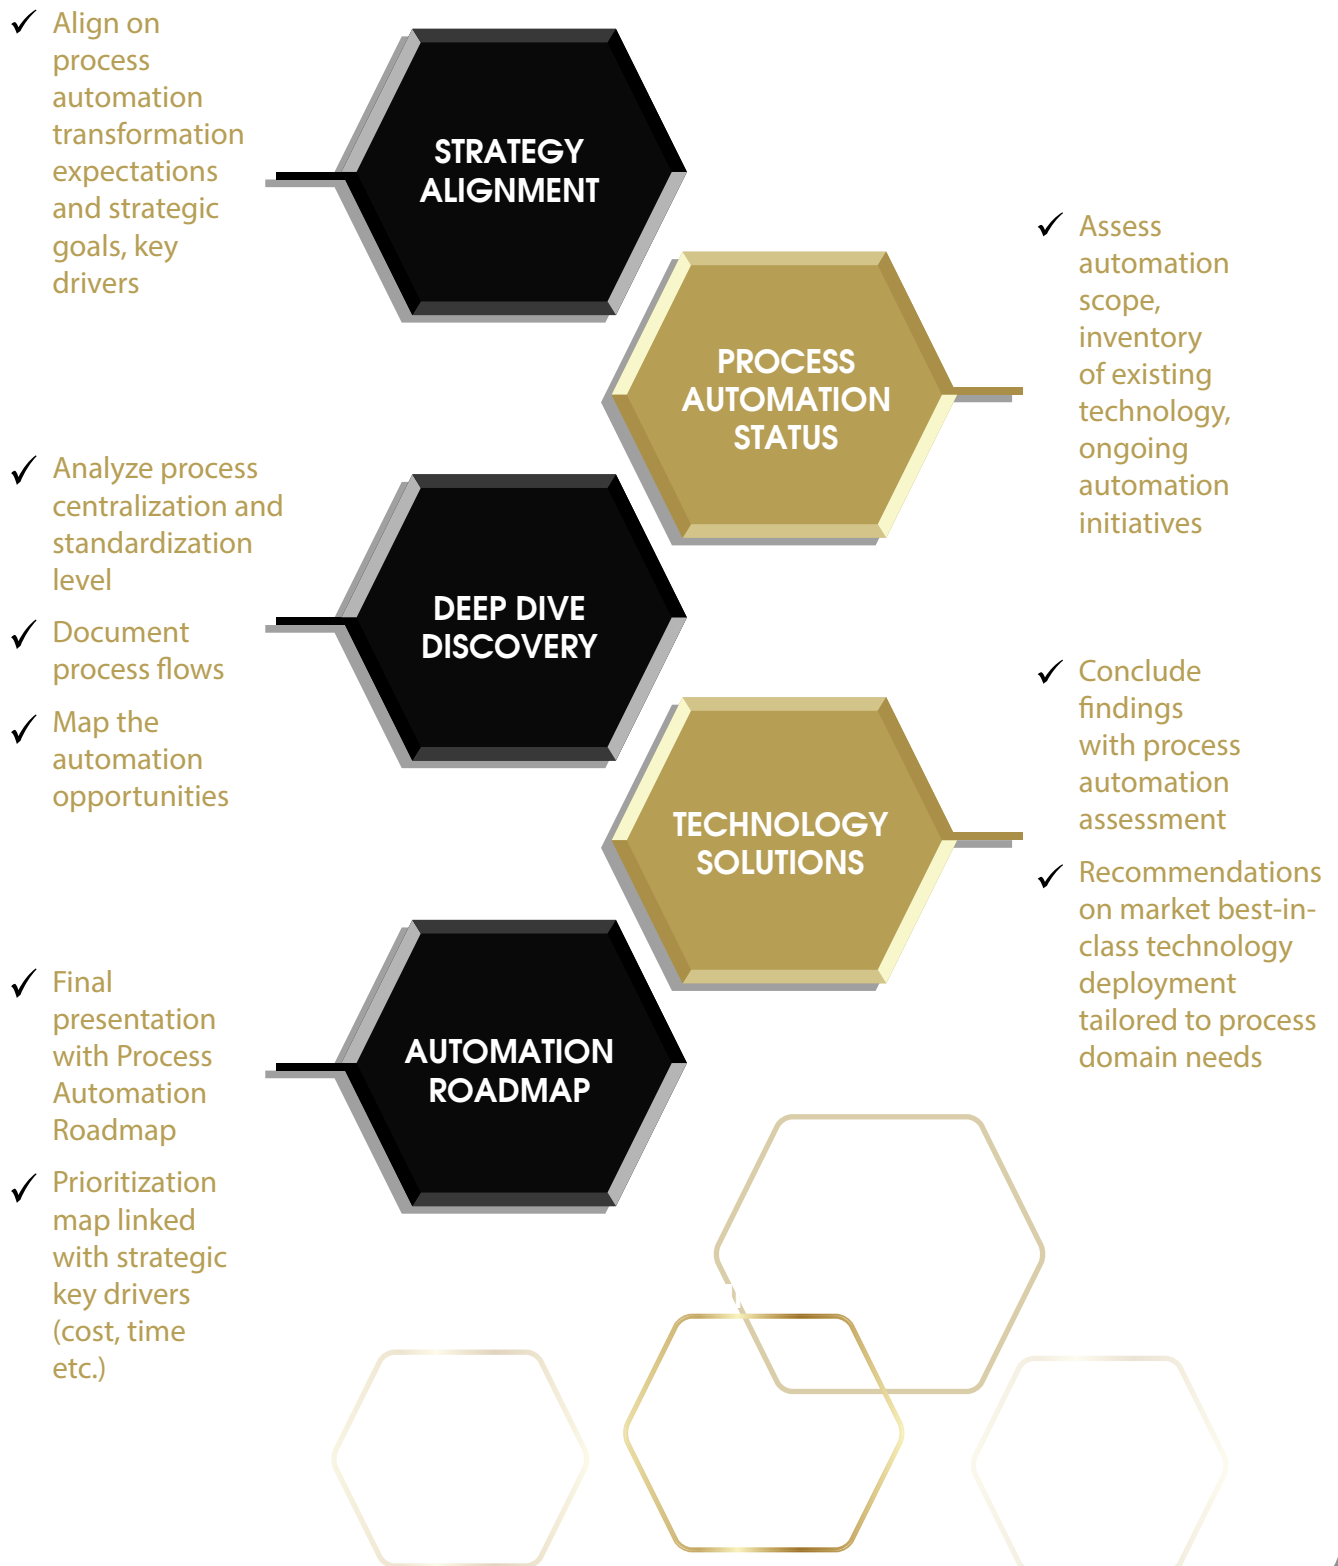 Align on
process
automation
transformation
expectations
and strategic
goals, key
drivers
STRATEGY
ALIGNMENT
PROCESS
AUTOMATION
STATUS
Assess
automation
scope,
inventory
of existing
technology,
ongoing
automation
initiatives
Analyze process
centralization and
standardization
level
Document
process flows
Map the
automation
opportunities
DEEP DIVE
DISCOVERY
TECHNOLOGY
SOLUTIONS
Conclude
findings
with process
automation
assessment
Recommendations
on market best-in-
class technology
deployment
tailored to process
domain needs
Final
presentation
with Process
Automation
Roadmap
Prioritization
map linked
with strategic
key drivers
(cost, time
etc.)
AUTOMATION
ROADMAP